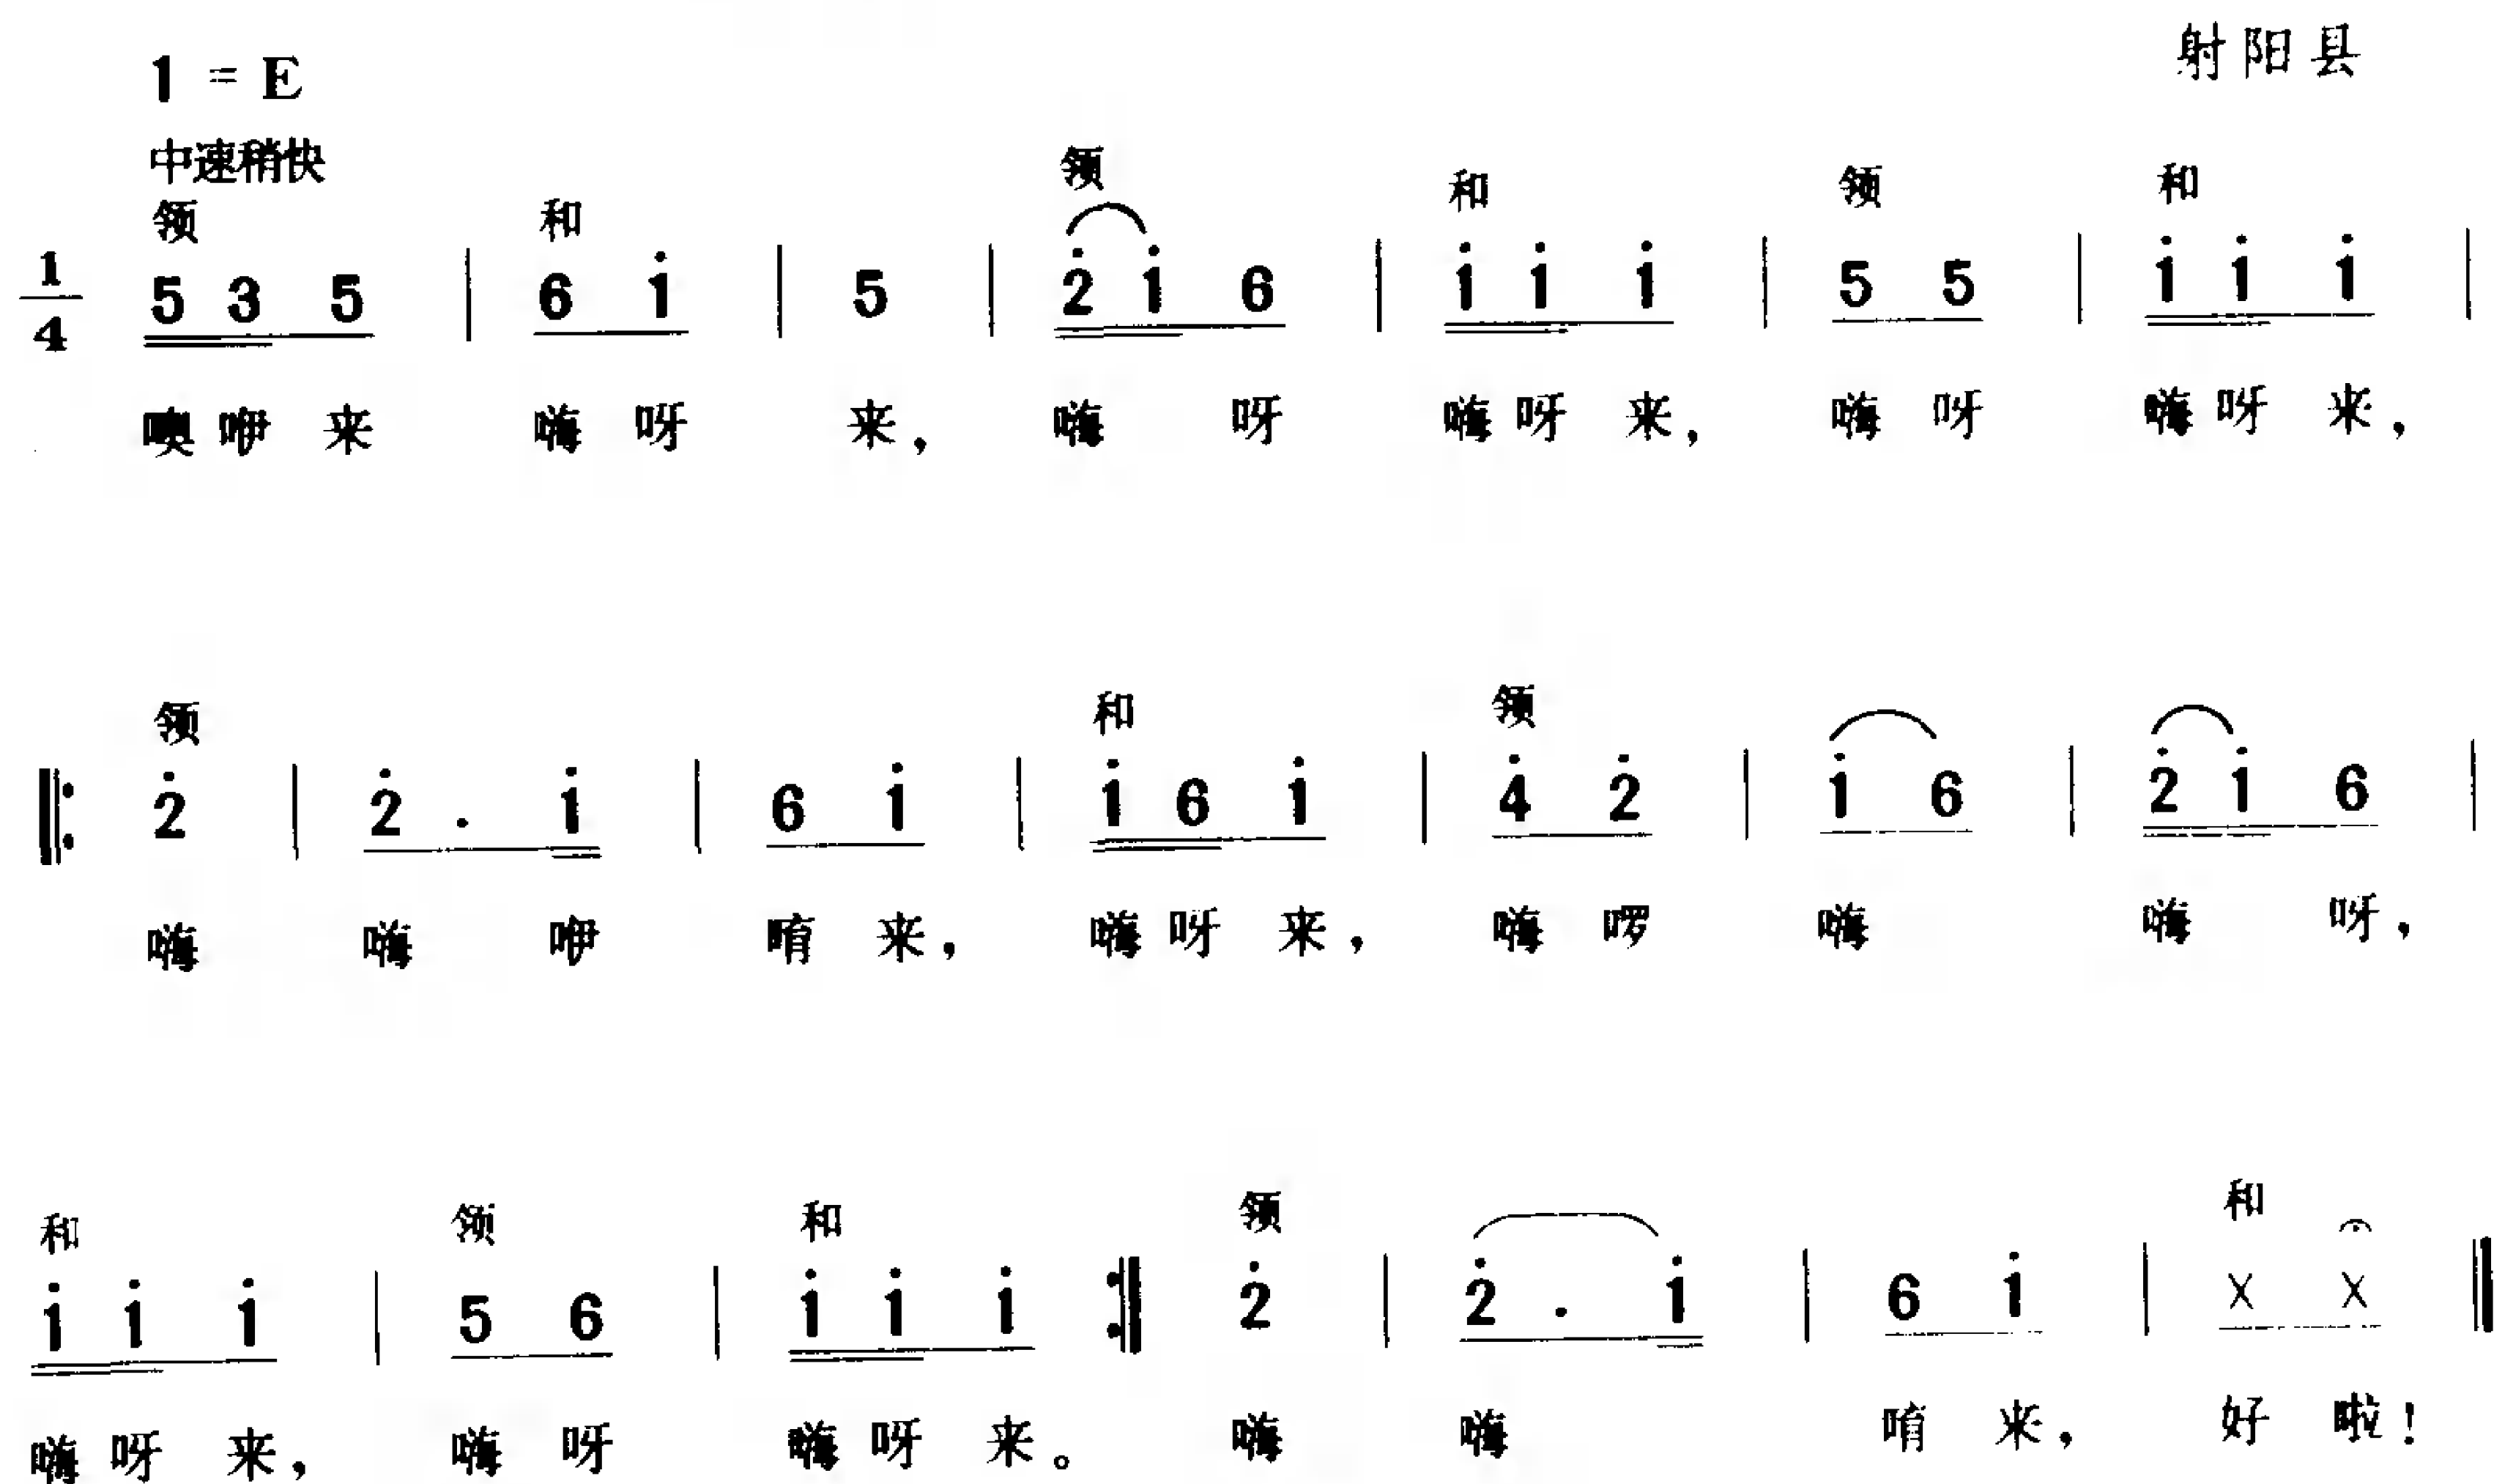 1 = E 射阳县
中速稍快
领 和 领 和 领 和
1/4 5 3 5 | 6 i̇ | 5 | 2̇ i̇ 6 | i̇ i̇ i̇ | 5 5 | i̇ i̇ i̇ |
噢咿来 嗨呀 来， 嗨 呀 嗨呀来， 嗨呀 嗨呀来，
领 和 领
‖: 2̇ | 2̇ . i̇ | 6 i̇ | i̇ 6 i̇ | 4̇ 2̇ | i̇ 6 | 2̇ i̇ 6 |
嗨 嗨 咿 唷来， 嗨呀来， 嗨啰 嗨 嗨 呀，
和 领 和 领 和
i̇ i̇ i̇ | 5 6 | i̇ i̇ i̇ :‖ 2̇ | 2̇ . i̇ | 6 i̇ | X X ‖
嗨呀来， 嗨呀 嗨呀来。 嗨 嗨 唷来， 好啦！